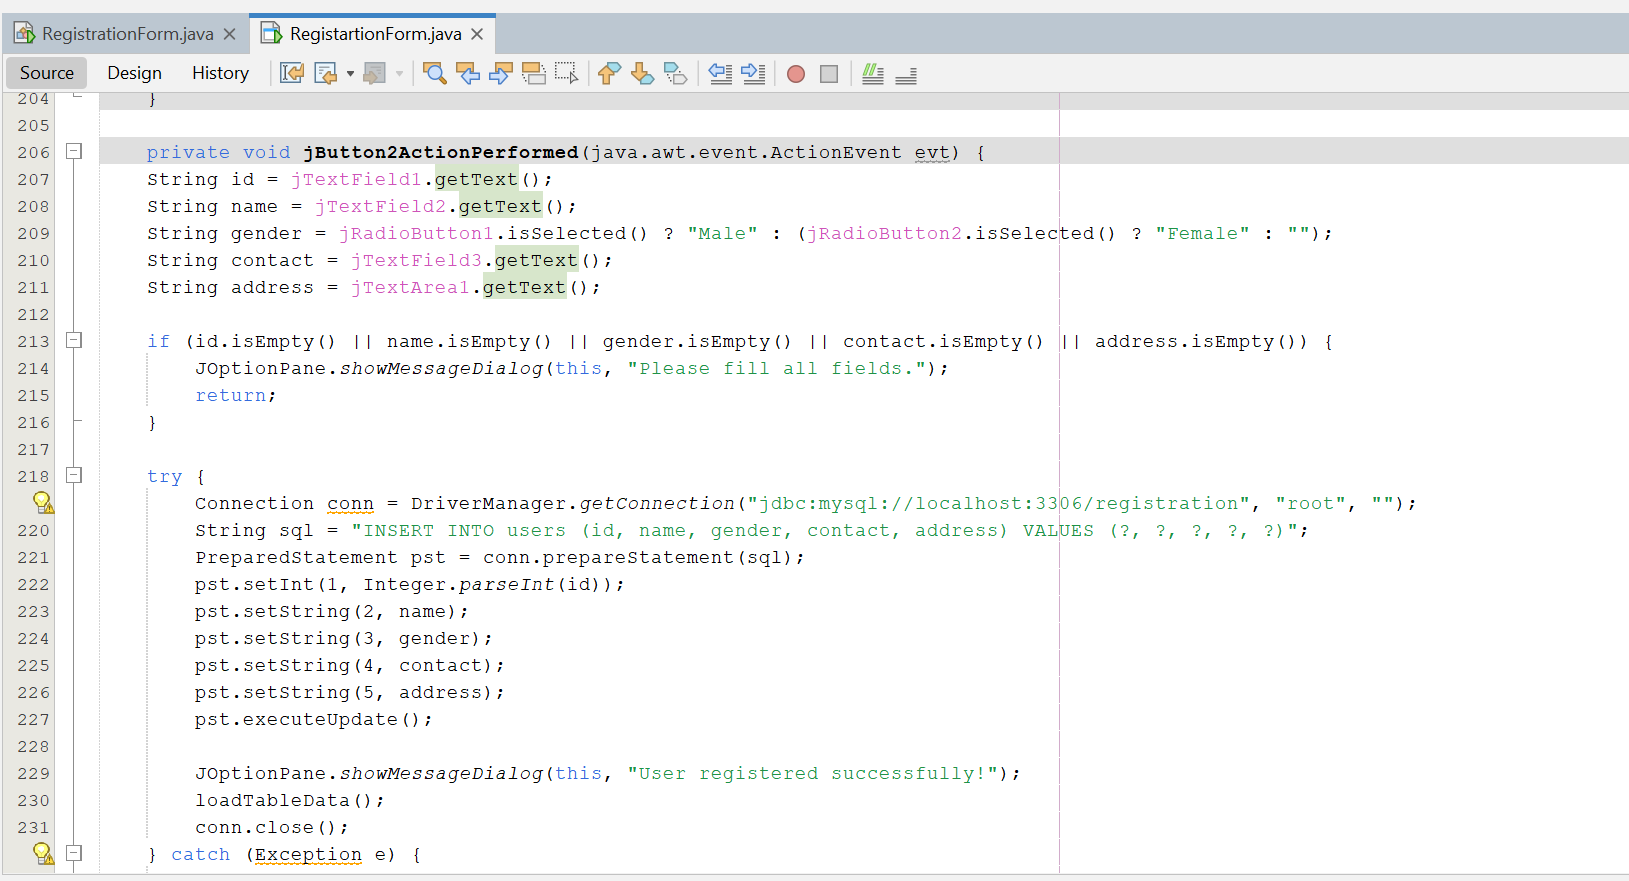 RegistrationForm.java RegistartionForm.java
Source Design History
204 }
205
206 private void jButton2ActionPerformed(java.awt.event.ActionEvent evt) {
207 String id = jTextField1.getText();
208 String name = jTextField2.getText();
209 String gender = jRadioButton1.isSelected() ? "Male" : (jRadioButton2.isSelected() ? "Female" : "");
210 String contact = jTextField3.getText();
211 String address = jTextArea1.getText();
212
213 if (id.isEmpty() || name.isEmpty() || gender.isEmpty() || contact.isEmpty() || address.isEmpty()) {
214 JOptionPane.showMessageDialog(this, "Please fill all fields.");
215 return;
216 }
217
218 try {
Connection conn = DriverManager.getConnection("jdbc:mysql://localhost:3306/registration", "root", "");
220 String sql = "INSERT INTO users (id, name, gender, contact, address) VALUES (?, ?, ?, ?, ?)";
221 PreparedStatement pst = conn.prepareStatement(sql);
222 pst.setInt(1, Integer.parseInt(id));
223 pst.setString(2, name);
224 pst.setString(3, gender);
225 pst.setString(4, contact);
226 pst.setString(5, address);
227 pst.executeUpdate();
228
229 JOptionPane.showMessageDialog(this, "User registered successfully!");
230 loadTableData();
231 conn.close();
} catch (Exception e) {